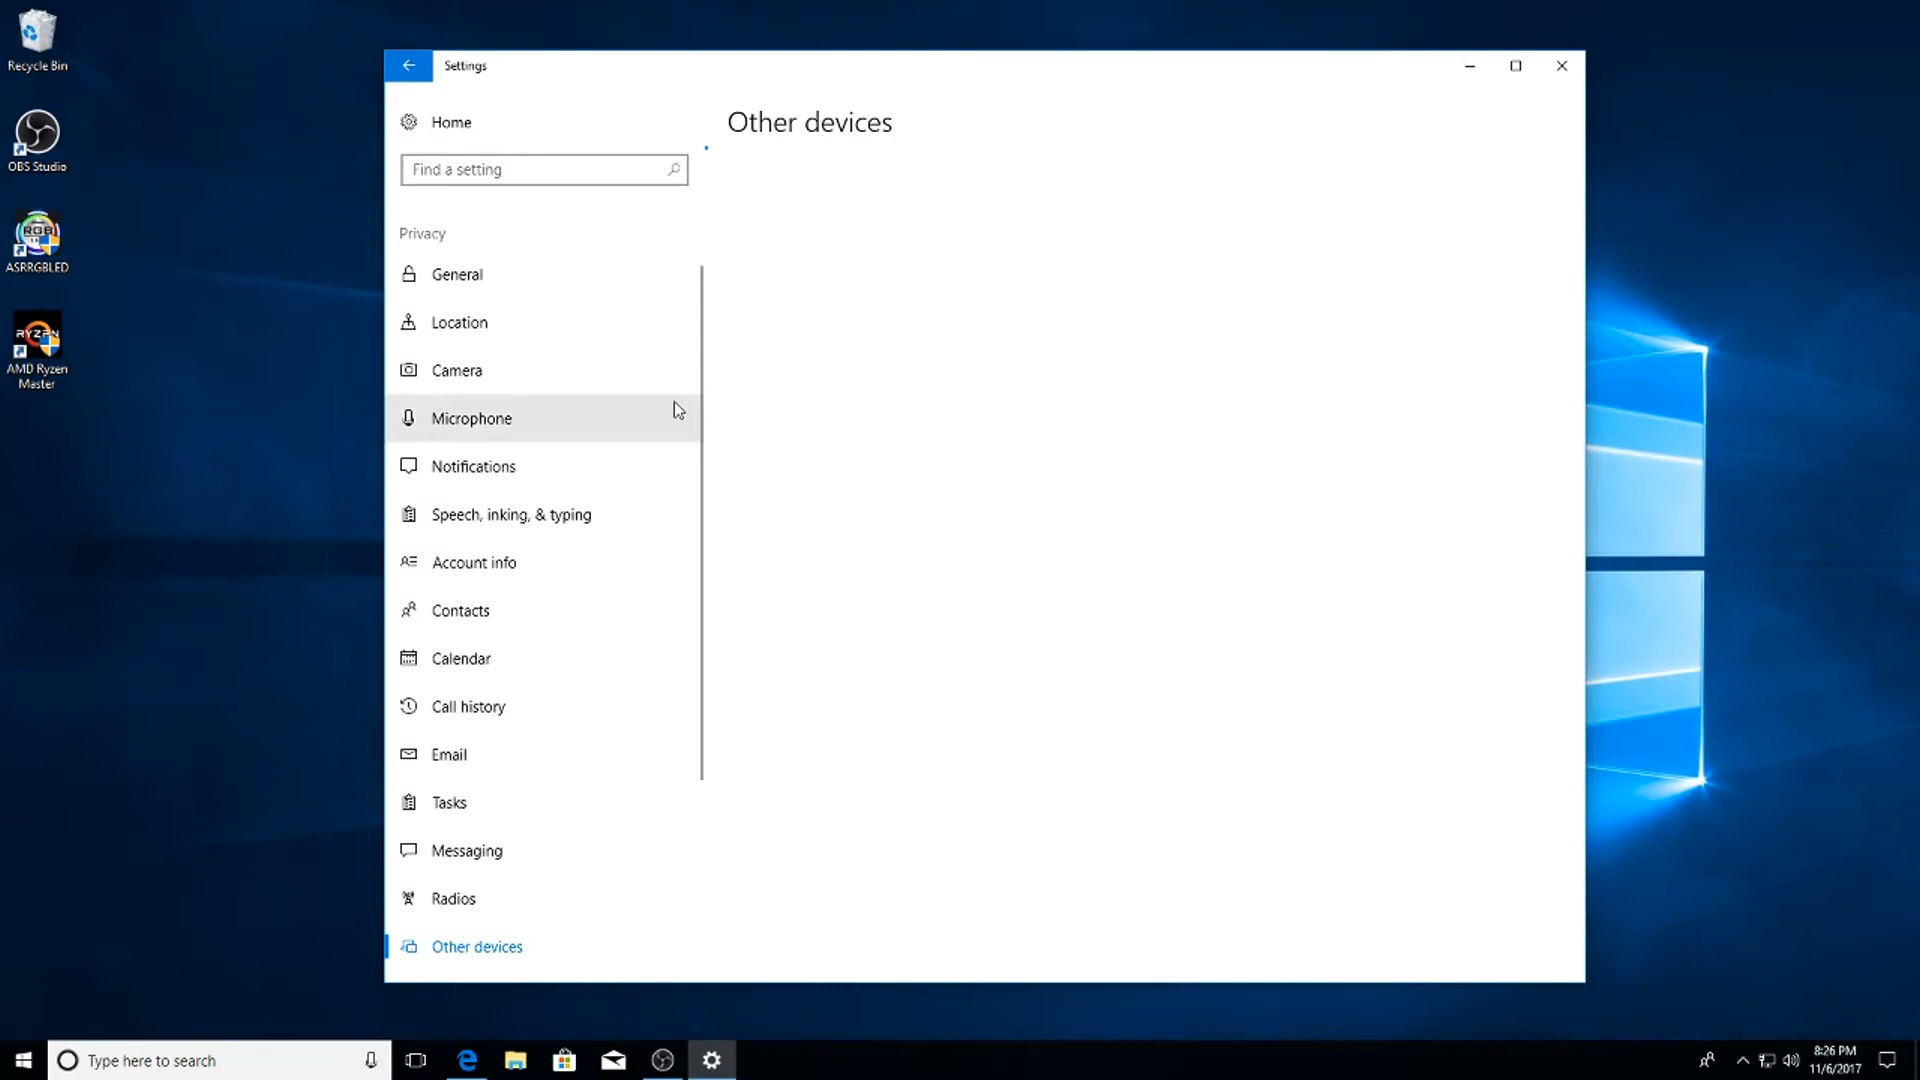 Recycle Bin
OBS Studio
RGB
ASRRGBLED
RYZEN
AMD Ryzen
Master
Settings
Home
Find a setting
Privacy
General
Location
Camera
Microphone
Notifications
Speech, inking, & typing
Account info
Contacts
Calendar
Call history
Email
Tasks
Messaging
Radios
Other devices
Other devices
Type here to search
8:26 PM
11/6/2017